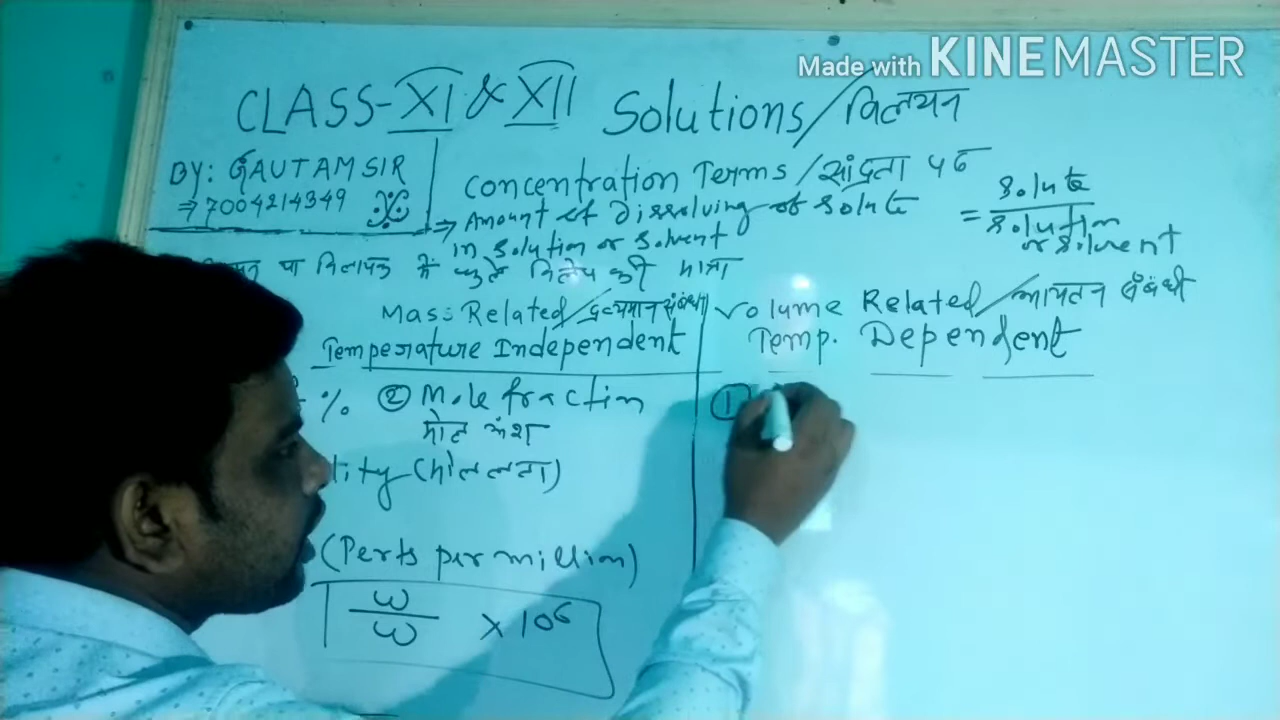 Made with KINEMASTER
CLASS-XI & XII Solutions/विलयन
BY: GAUTAM SIR
⇒7004214349
Concentration Terms/सांद्रता पद
⇒ Amount of Dissolving of solute
in solution or solvent
= solute
solution
or solvent
या विलायक में घुले विलेय की मात्रा
Mass Related/द्रव्यमान संबंधी
Temperature Independent
Volume Related/आयतन संबंधी
Temp. Dependent
% ② Mole fraction
मोल अंश
lity (मोललता)
(Perts per million)
w
w × 10⁶
①